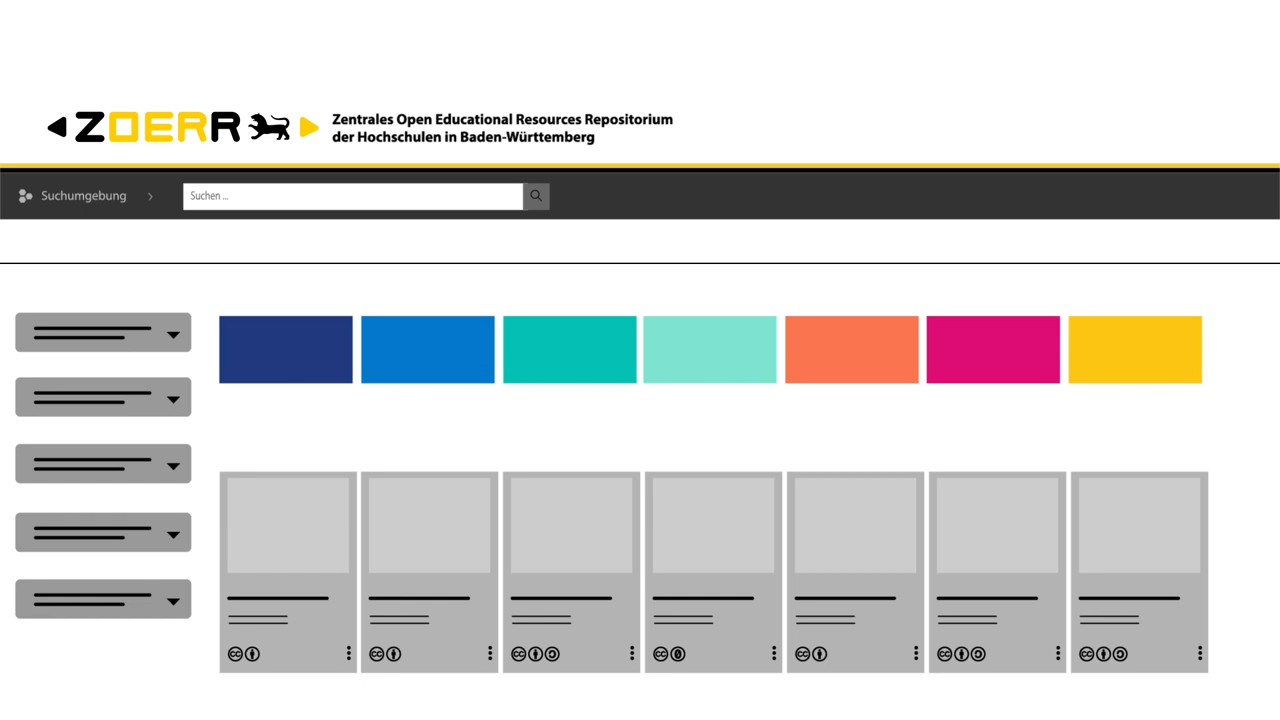 ZOERR
Zentrales Open Educational Resources Repositorium
der Hochschulen in Baden-Württemberg
Suchumgebung
Suchen ...